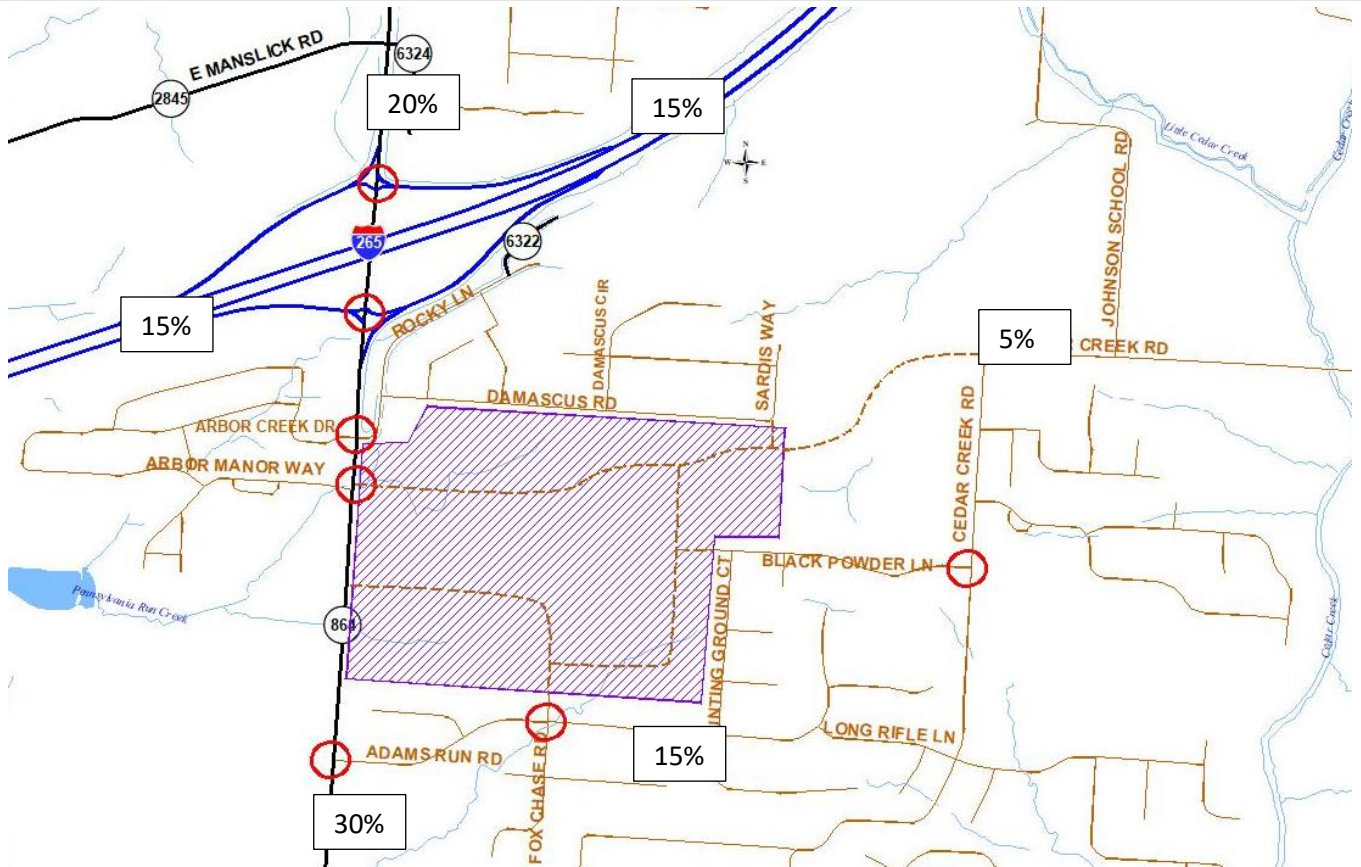 E MANSLICK RD
6324
2845
20%
15%
Little Cedar Creek
N
W E
S
JOHNSON SCHOOL RD
265
6322
15%
ROCKY LN
DAMASCUS CIR
SARDIS WAY
5%
CREEK RD
DAMASCUS RD
ARBOR CREEK DR
ARBOR MANOR WAY
CEDAR CREEK RD
BLACK POWDER LN
Pennsylvania Run Creek
864
INTING GROUND CT
LONG RIFLE LN
15%
ADAMS RUN RD
FOX CHASE RD
30%